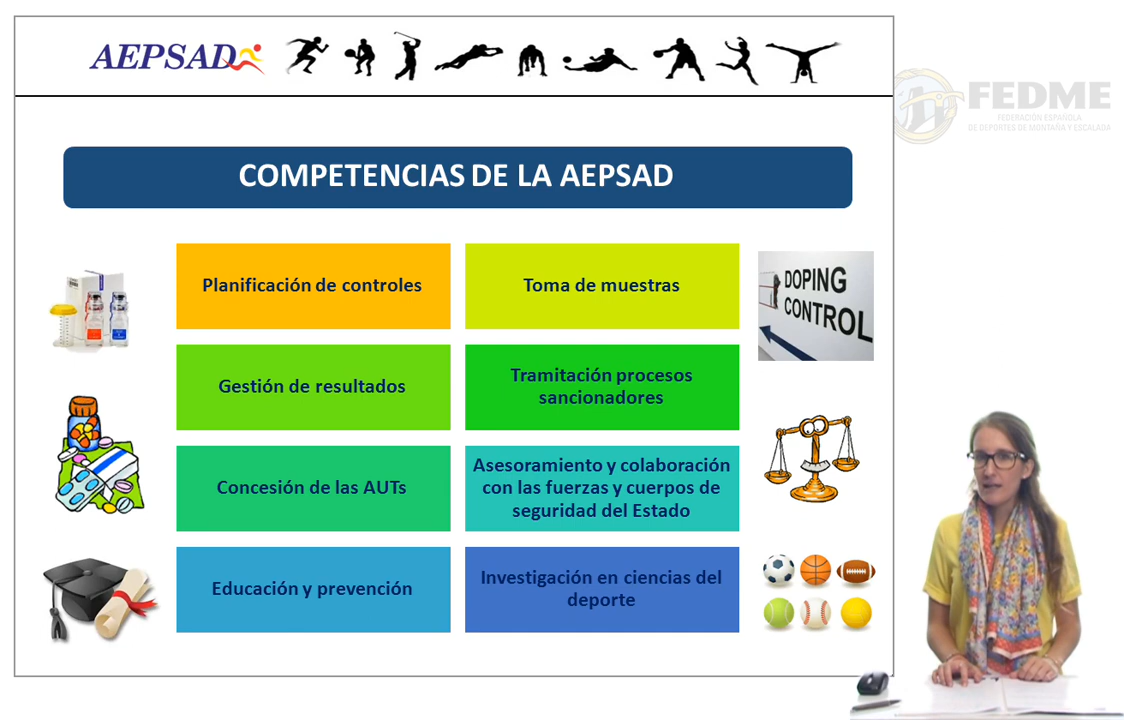 AEPSAD
FEDME
FEDERACIÓN ESPAÑOLA
DE DEPORTES DE MONTAÑA Y ESCALADA
COMPETENCIAS DE LA AEPSAD
Planificación de controles
Toma de muestras
DOPING
CONTROL
Gestión de resultados
Tramitación procesos
sancionadores
Concesión de las AUTs
Asesoramiento y colaboración
con las fuerzas y cuerpos de
seguridad del Estado
Educación y prevención
Investigación en ciencias del
deporte